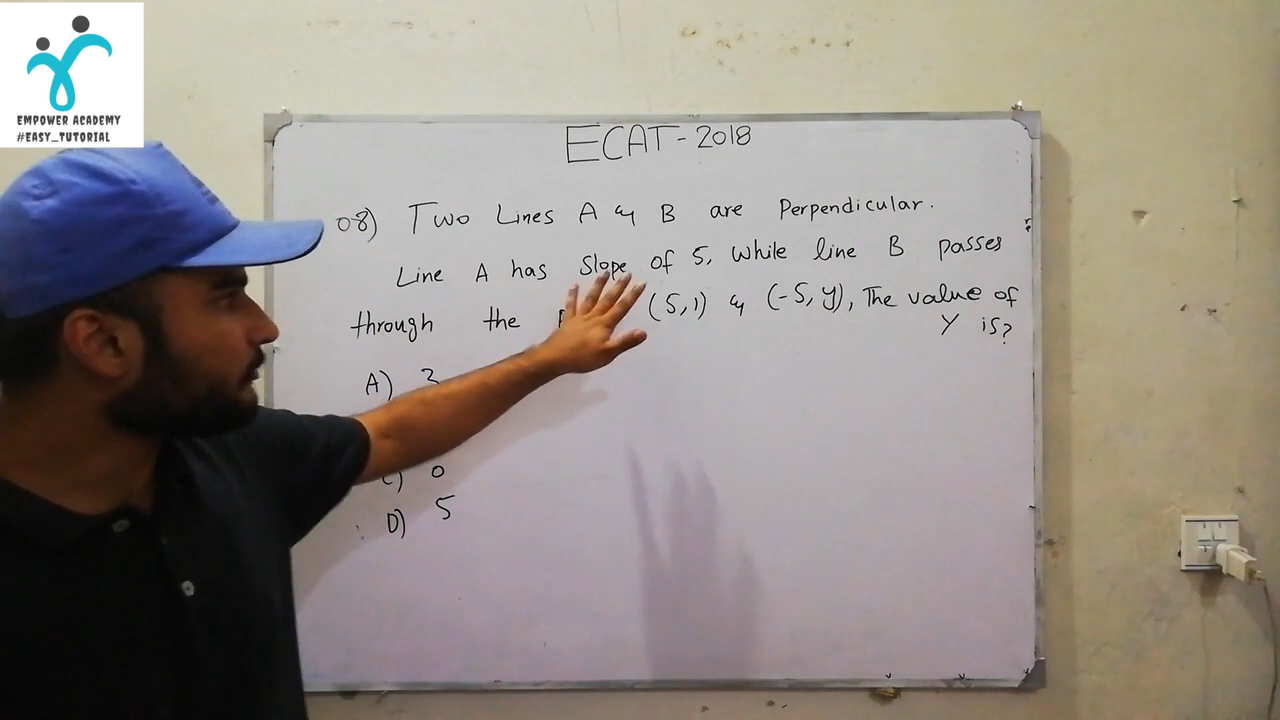 EMPOWER ACADEMY
#EASY_TUTORIAL
ECAT - 2018
08) Two Lines A & B are Perpendicular.
Line A has Slope of 5, While line B passes
through the (5,1) & (-5, y), The value of
Y is?
A) 3
C) 0
D) 5